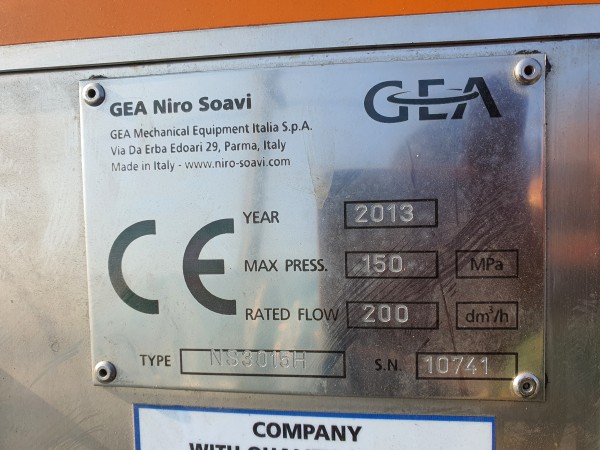 GEA Niro Soavi
GEA
GEA Mechanical Equipment Italia S.p.A.
Via Da Erba Edoari 29, Parma, Italy
Made in Italy - www.niro-soavi.com
CE
YEAR 2013
MAX PRESS. 150 MPa
RATED FLOW 200 dm³/h
TYPE NS3015H S.N. 10741
COMPANY
WITH